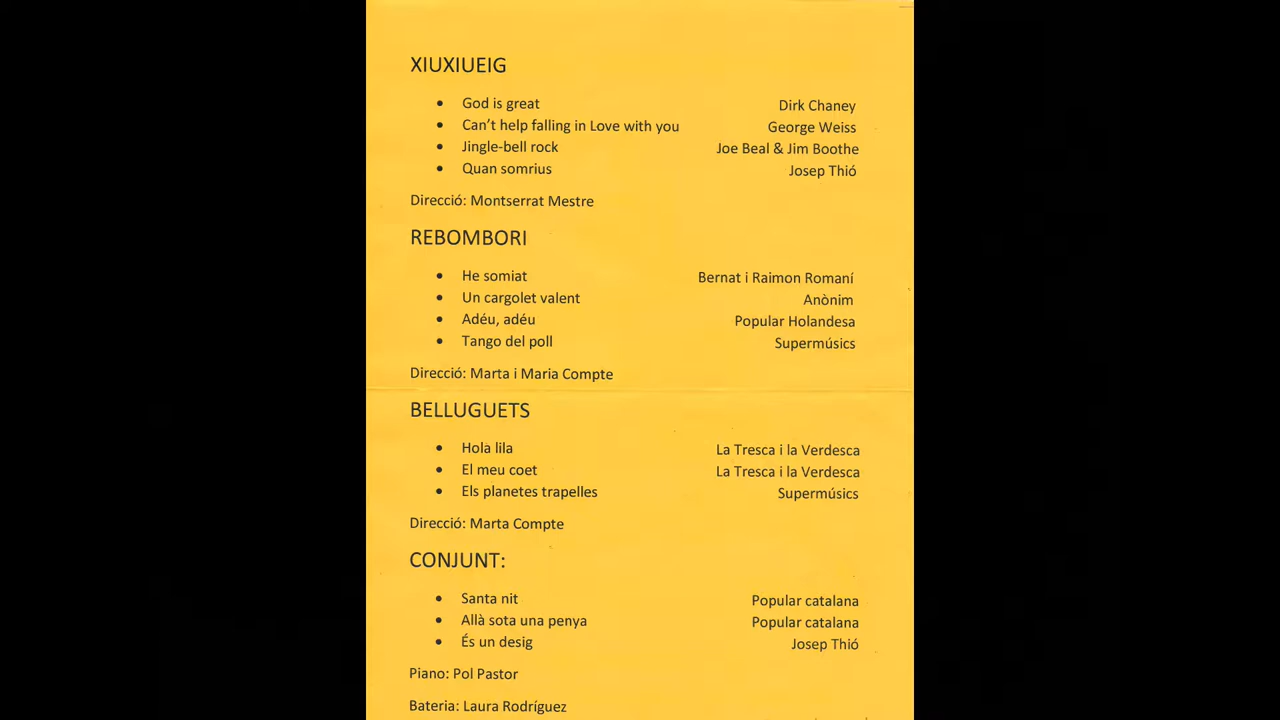 XIUXIUEIG
• God is great Dirk Chaney
• Can't help falling in Love with you George Weiss
• Jingle-bell rock Joe Beal & Jim Boothe
• Quan somrius Josep Thió
Direcció: Montserrat Mestre
REBOMBORI
• He somiat Bernat i Raimon Romaní
• Un cargolet valent Anònim
• Adéu, adéu Popular Holandesa
• Tango del poll Supermúsics
Direcció: Marta i Maria Compte
BELLUGUETS
• Hola lila La Tresca i la Verdesca
• El meu coet La Tresca i la Verdesca
• Els planetes trapelles Supermúsics
Direcció: Marta Compte
CONJUNT:
• Santa nit Popular catalana
• Allà sota una penya Popular catalana
• És un desig Josep Thió
Piano: Pol Pastor
Bateria: Laura Rodríguez